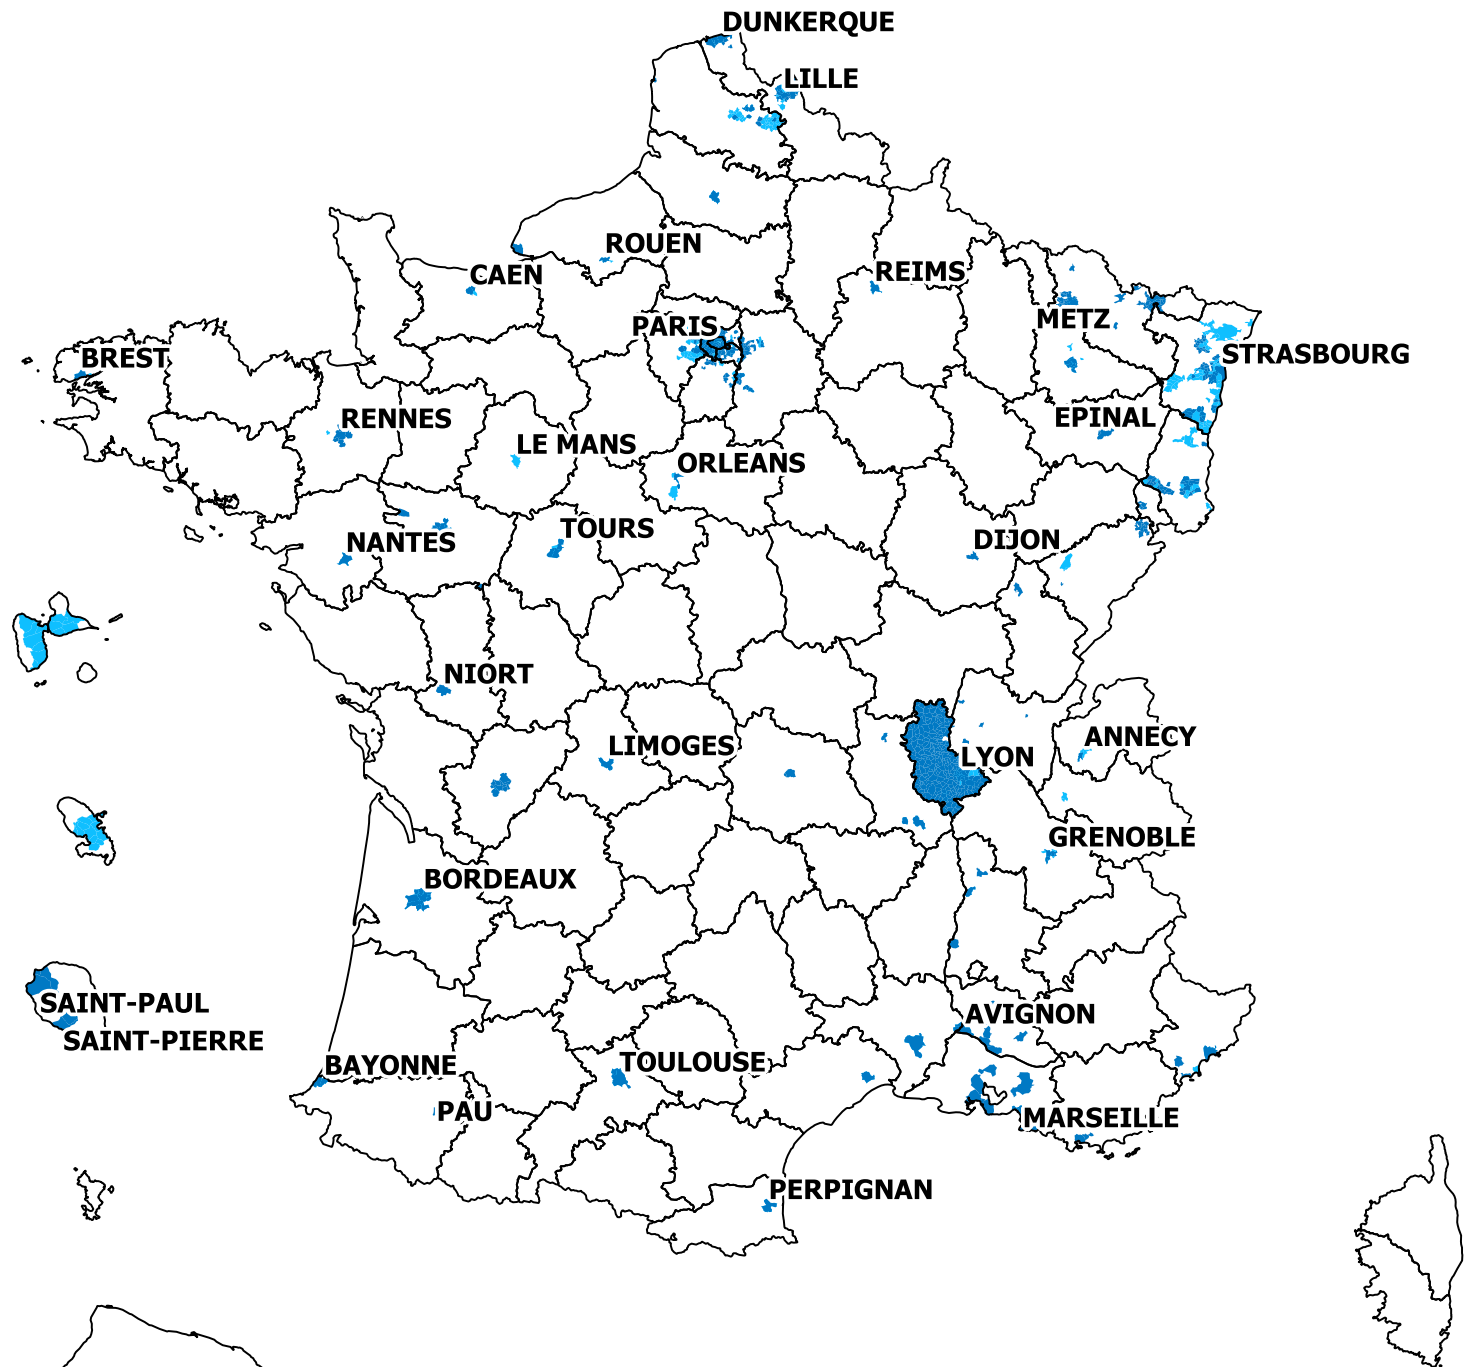 DUNKERQUE
LILLE
ROUEN
CAEN
REIMS
PARIS
METZ
STRASBOURG
BREST
RENNES
LE MANS
EPINAL
ORLEANS
TOURS
NANTES
DIJON
NIORT
LIMOGES
LYON
ANNECY
GRENOBLE
BORDEAUX
SAINT-PAUL
AVIGNON
SAINT-PIERRE
BAYONNE
TOULOUSE
PAU
MARSEILLE
PERPIGNAN